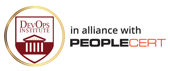 DEVOPS
INSTITUTE
in alliance with
PEOPLECERT